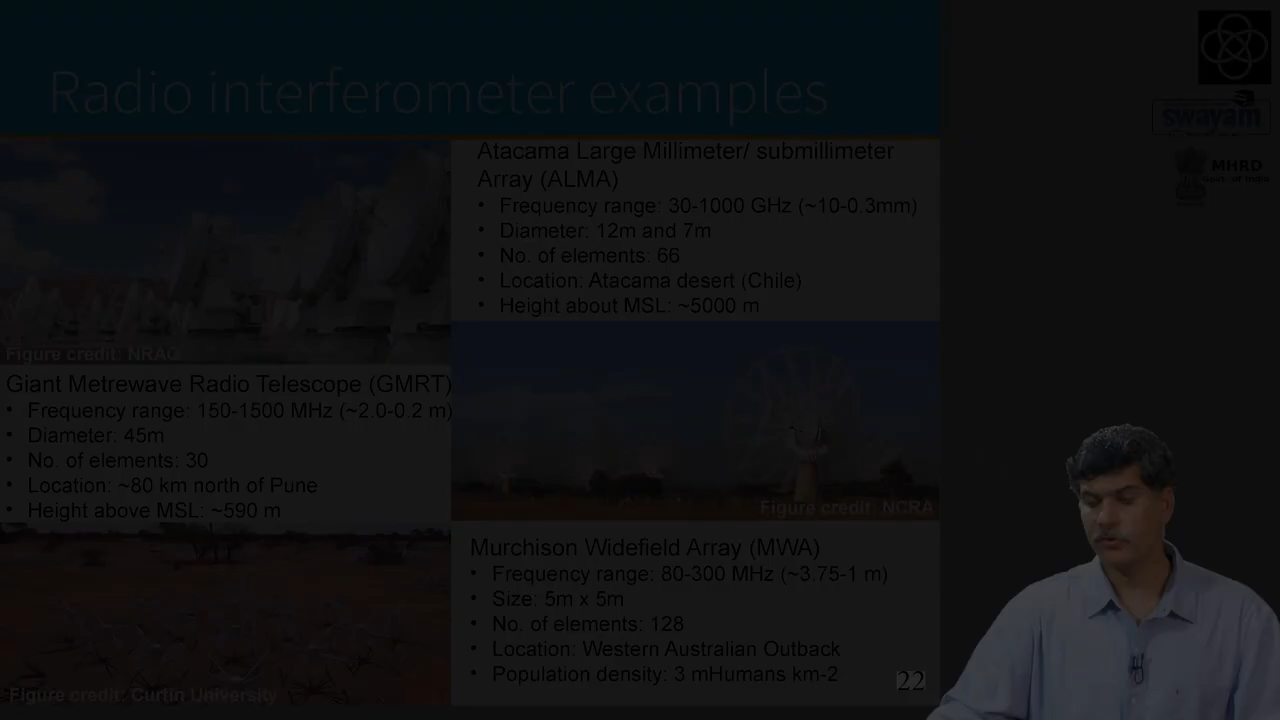 Radio interferometer examples
swayam
MHRD
Govt. of India
Atacama Large Millimeter/ submillimeter
Array (ALMA)
• Frequency range: 30-1000 GHz (~10-0.3mm)
• Diameter: 12m and 7m
• No. of elements: 66
• Location: Atacama desert (Chile)
• Height about MSL: ~5000 m
Figure credit: NRAO
Giant Metrewave Radio Telescope (GMRT)
• Frequency range: 150-1500 MHz (~2.0-0.2 m)
• Diameter: 45m
• No. of elements: 30
• Location: ~80 km north of Pune
• Height above MSL: ~590 m
Figure credit: NCRA
Murchison Widefield Array (MWA)
• Frequency range: 80-300 MHz (~3.75-1 m)
• Size: 5m x 5m
• No. of elements: 128
• Location: Western Australian Outback
• Population density: 3 mHumans km-2
Figure credit: Curtin University
22